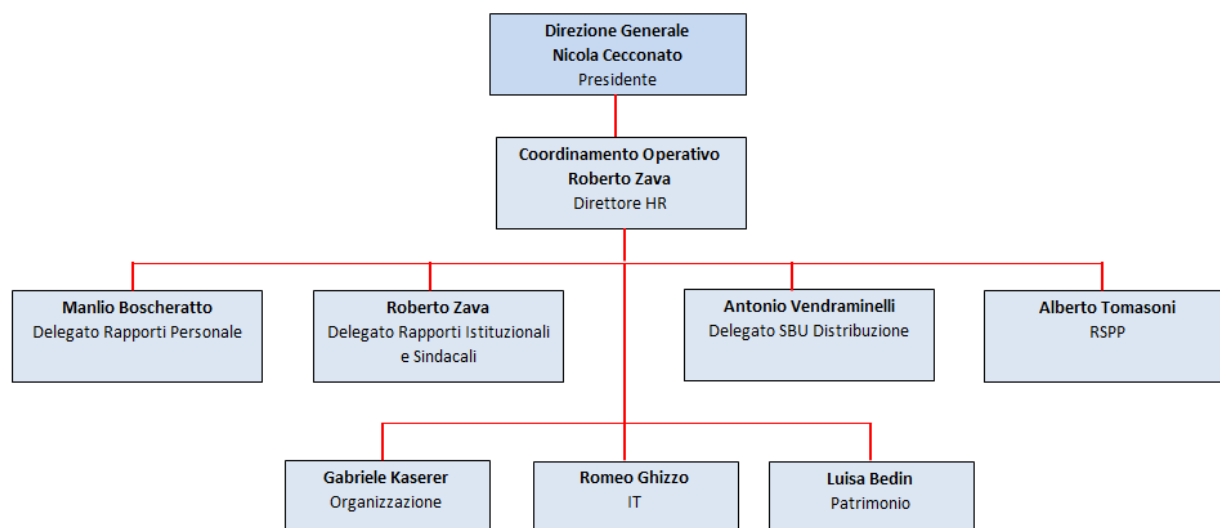 Direzione Generale
Nicola Cecconato
Presidente
Coordinamento Operativo
Roberto Zava
Direttore HR
Manlio Boscheratto
Delegato Rapporti Personale
Roberto Zava
Delegato Rapporti Istituzionali
e Sindacali
Antonio Vendraminelli
Delegato SBU Distribuzione
Alberto Tomasoni
RSPP
Gabriele Kaserer
Organizzazione
Romeo Ghizzo
IT
Luisa Bedin
Patrimonio